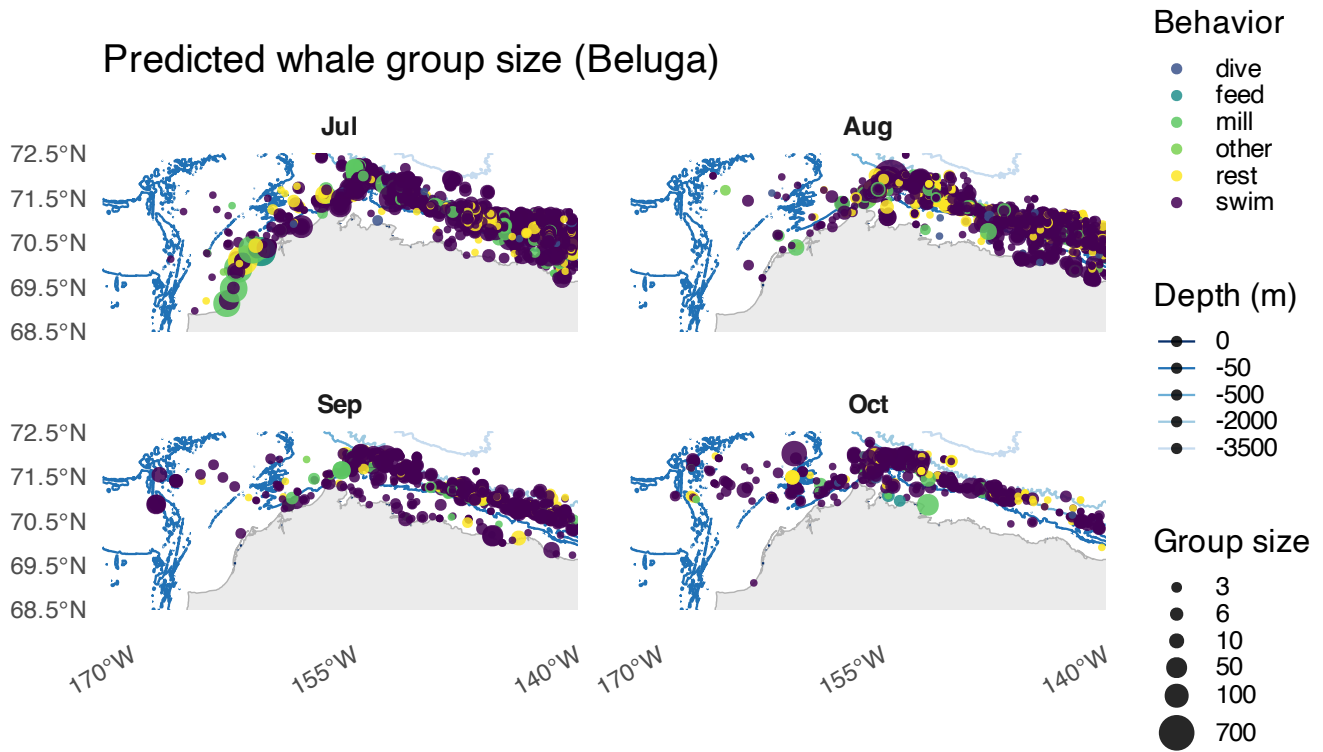 Predicted whale group size (Beluga)
Jul
Aug
72.5°N
71.5°N
70.5°N
69.5°N
68.5°N
Sep
Oct
72.5°N
71.5°N
70.5°N
69.5°N
68.5°N
170°W
155°W
140°W
170°W
155°W
140°W
Behavior
dive
feed
mill
other
rest
swim
Depth (m)
0
-50
-500
-2000
-3500
Group size
3
6
10
50
100
700